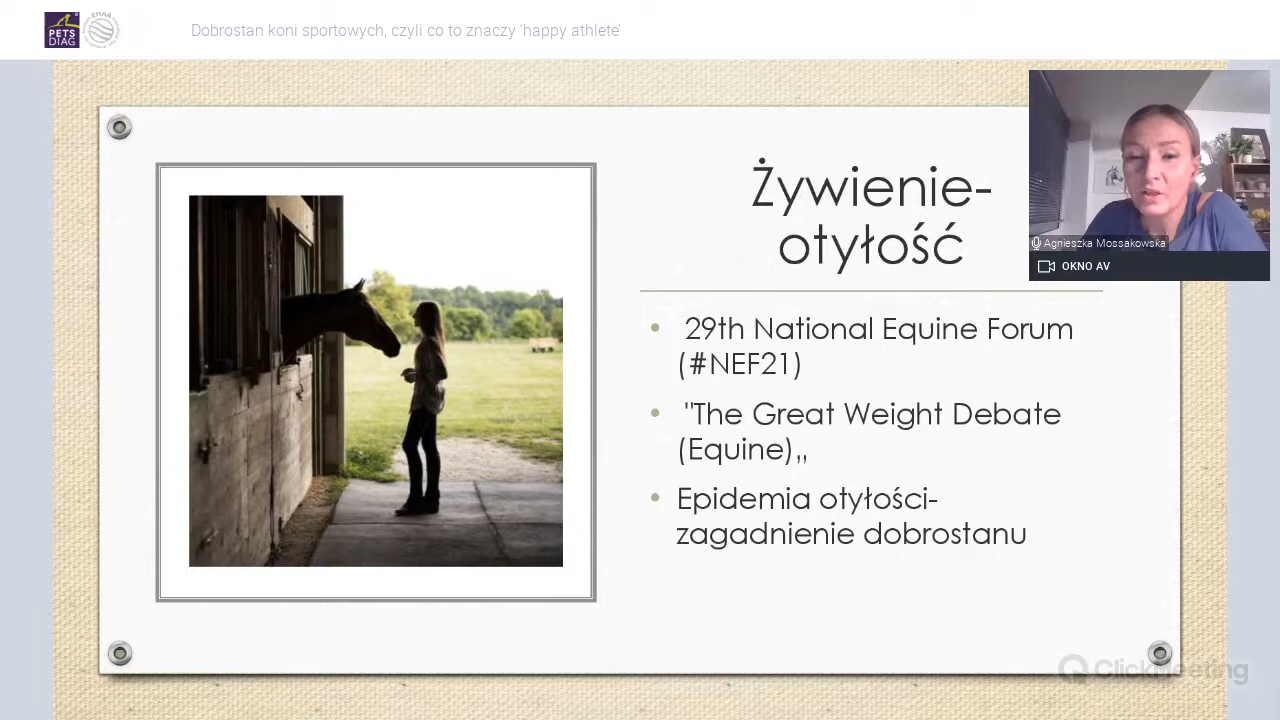 PETS
DIAG
Dobrostan koni sportowych, czyli co to znaczy 'happy athlete'
Żywienie-
otyłość
29th National Equine Forum
(#NEF21)
"The Great Weight Debate
(Equine)„
Epidemia otyłości-
zagadnienie dobrostanu
Agnieszka Mossakowska
OKNO AV
ClickMeeting